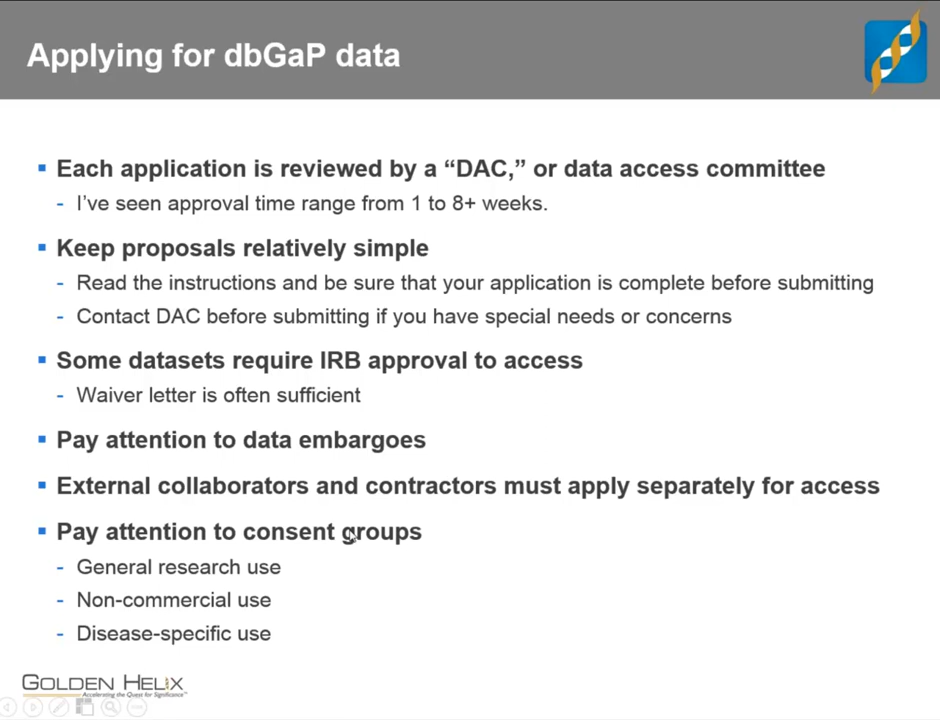 Applying for dbGaP data
Each application is reviewed by a “DAC,” or data access committee
- I’ve seen approval time range from 1 to 8+ weeks.
Keep proposals relatively simple
- Read the instructions and be sure that your application is complete before submitting
- Contact DAC before submitting if you have special needs or concerns
Some datasets require IRB approval to access
- Waiver letter is often sufficient
Pay attention to data embargoes
External collaborators and contractors must apply separately for access
Pay attention to consent groups
- General research use
- Non-commercial use
- Disease-specific use
GOLDEN HELIX
Accelerating the Quest for Significance™